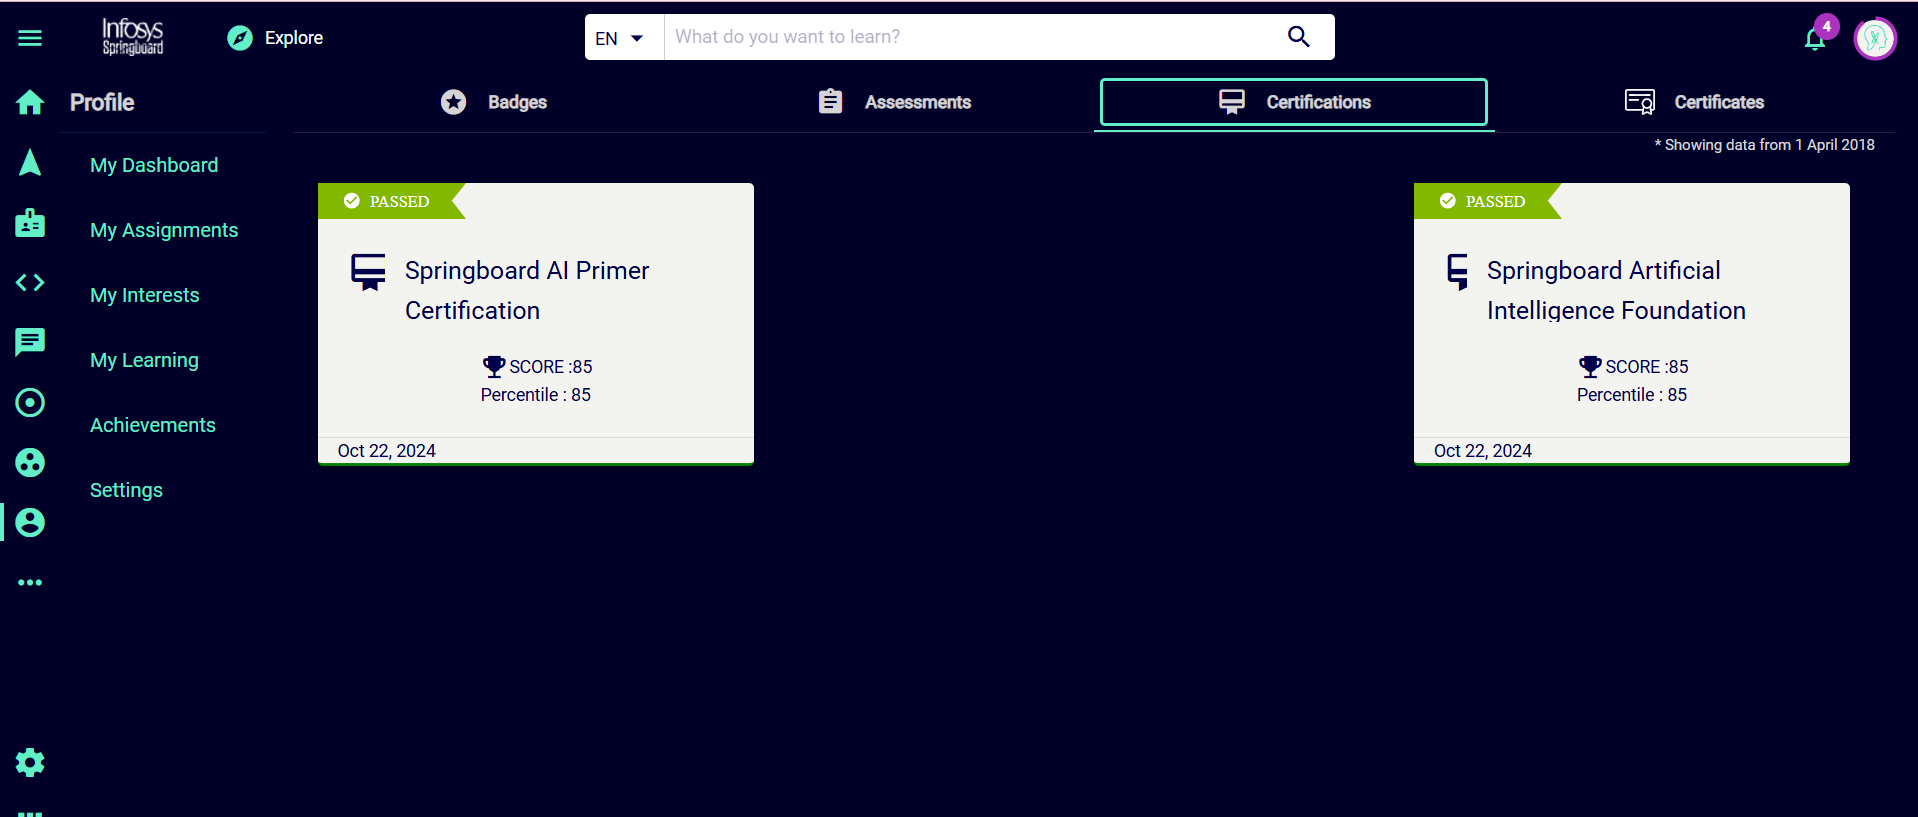 Infosys
Springboard
Explore
EN
What do you want to learn?
4
Profile
Badges
Assessments
Certifications
Certificates
* Showing data from 1 April 2018
My Dashboard
My Assignments
My Interests
My Learning
Achievements
Settings
PASSED
Springboard AI Primer
Certification
SCORE :85
Percentile : 85
Oct 22, 2024
PASSED
Springboard Artificial
Intelligence Foundation
SCORE :85
Percentile : 85
Oct 22, 2024